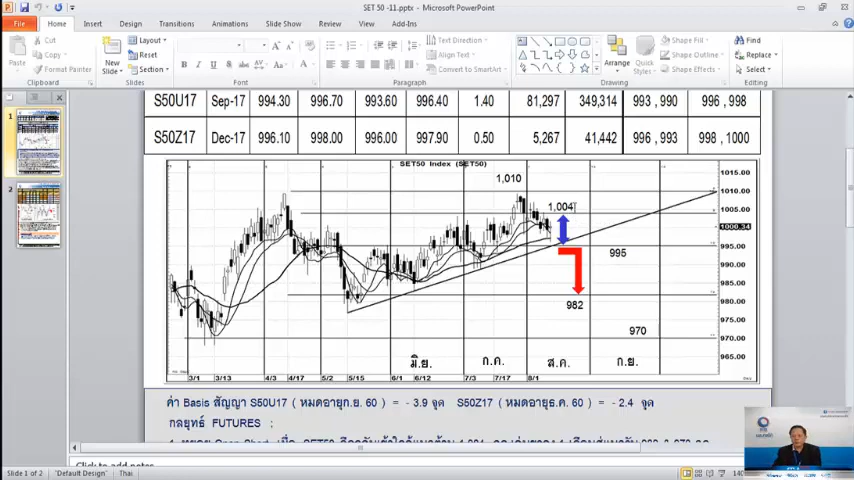 SET 50 -11.pptx - Microsoft PowerPoint
File Home Insert Design Transitions Animations Slide Show Review View Add-Ins
Cut
Copy
Format Painter
Paste
Clipboard
New Slide
Layout
Reset
Section
Slides
Font
Paragraph
Text Direction
Align Text
Convert to SmartArt
Arrange
Quick Styles
Shape Fill
Shape Outline
Shape Effects
Drawing
Find
Replace
Select
Editing
S50U17 Sep-17 994.30 996.70 993.60 996.40 1.40 81,297 349,314 993 , 990 996 , 998
S50Z17 Dec-17 996.10 998.00 996.00 997.90 0.50 5,267 41,442 996 , 993 998 , 1000
SET50 Index (SET50)
1,010
1,004
995
982
970
1015.00
1010.00
1005.00
1000.34
995.00
990.00
985.00
980.00
975.00
970.00
965.00
มิ.ย. ก.ค. ส.ค. ก.ย.
3/1 3/13 4/3 4/17 5/2 5/15 6/1 6/12 7/3 7/17 8/1
ค่า Basis สัญญา S50U17 ( หมดอายุก.ย. 60 ) = - 3.9 จุด S50Z17 ( หมดอายุธ.ค. 60 ) = - 2.4 จุด
กลยุทธ์ FUTURES :
Click to add notes
Slide 1 of 2 "Default Design" Thai